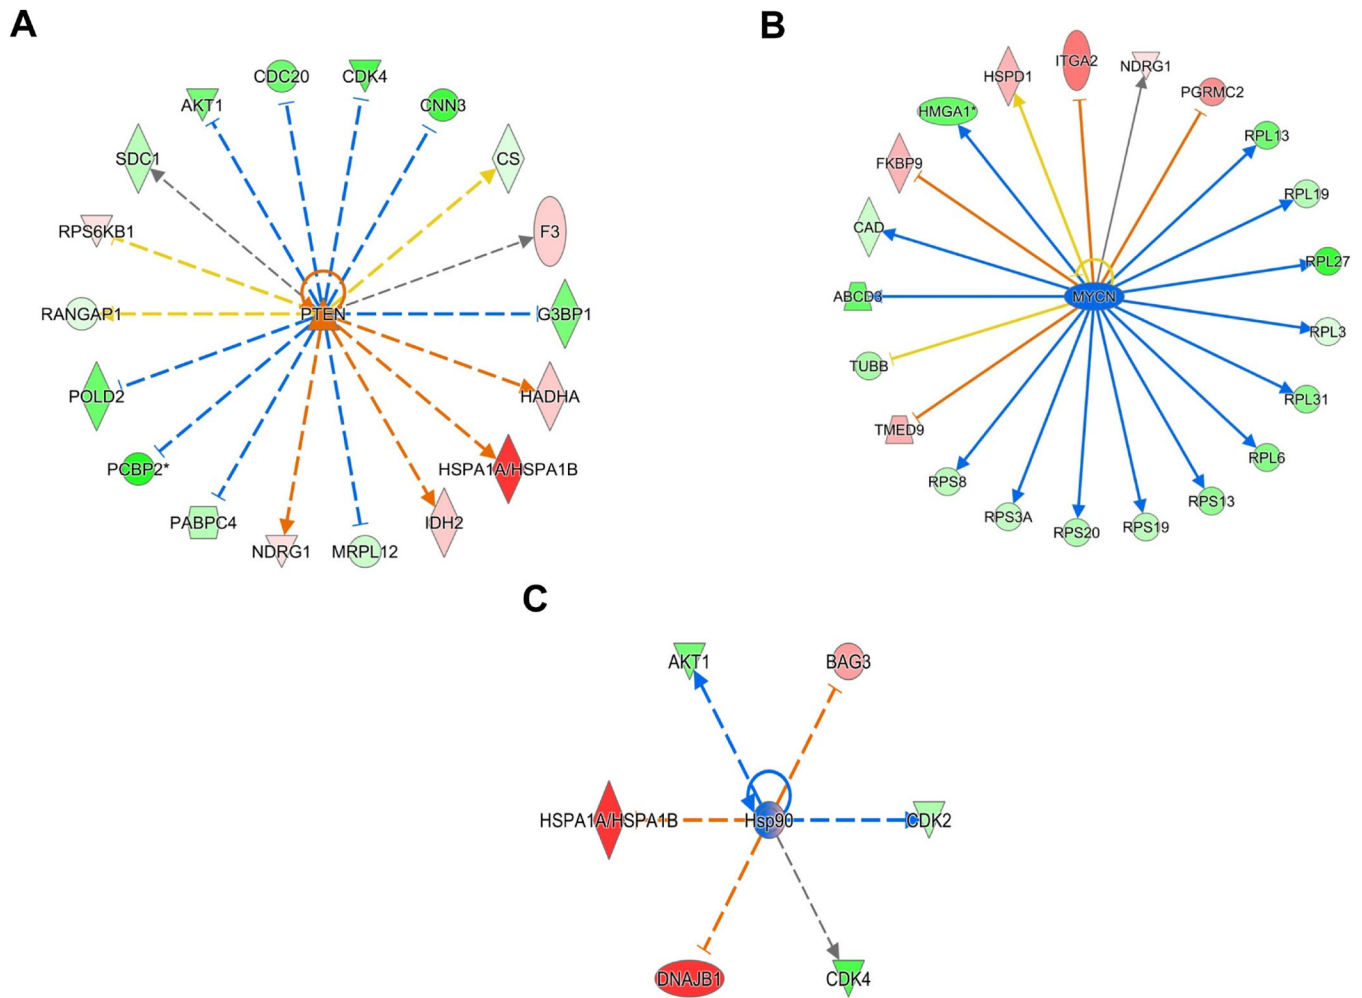 A
B
CDC20
CDK4
AKT1
CNN3
SDC1
CS
RPS6KB1
F3
RANGAP1
PTEN
G3BP1
POLD2
HADHA
PCBP2*
HSPA1A/HSPA1B
PABPC4
IDH2
NDRG1
MRPL12
ITGA2
NDRG1
HSPD1
PGRMC2
HMGA1*
RPL13
FKBP9
RPL19
CAD
RPL27
ABCD3
MYCN
RPL3
TUBB
RPL31
TMED9
RPL6
RPS8
RPS13
RPS3A
RPS19
RPS20
C
AKT1
BAG3
HSPA1A/HSPA1B
Hsp90
CDK2
DNAJB1
CDK4